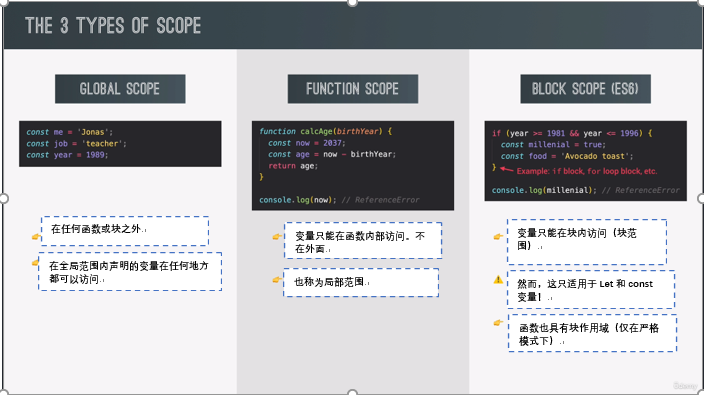 THE 3 TYPES OF SCOPE
GLOBAL SCOPE
const me = 'Jonas';
const job = 'teacher';
const year = 1989;
在任何函数或块之外.
在全局范围内声明的变量在任何地方
都可以访问.
FUNCTION SCOPE
function calcAge(birthYear) {
const now = 2037;
const age = now - birthYear;
return age;
}
console.log(now); // ReferenceError
变量只能在函数内部访问。不
在外面.
也称为局部范围.
BLOCK SCOPE (ES6)
if (year >= 1981 && year <= 1996) {
const millenial = true;
const food = 'Avocado toast';
} Example: if block, for loop block, etc.
console.log(millenial); // ReferenceError
变量只能在块内访问（块范
围）.
然而，这只适用于 Let 和 const
变量！
函数也具有块作用域（仅在严格
模式下）.
Udemy